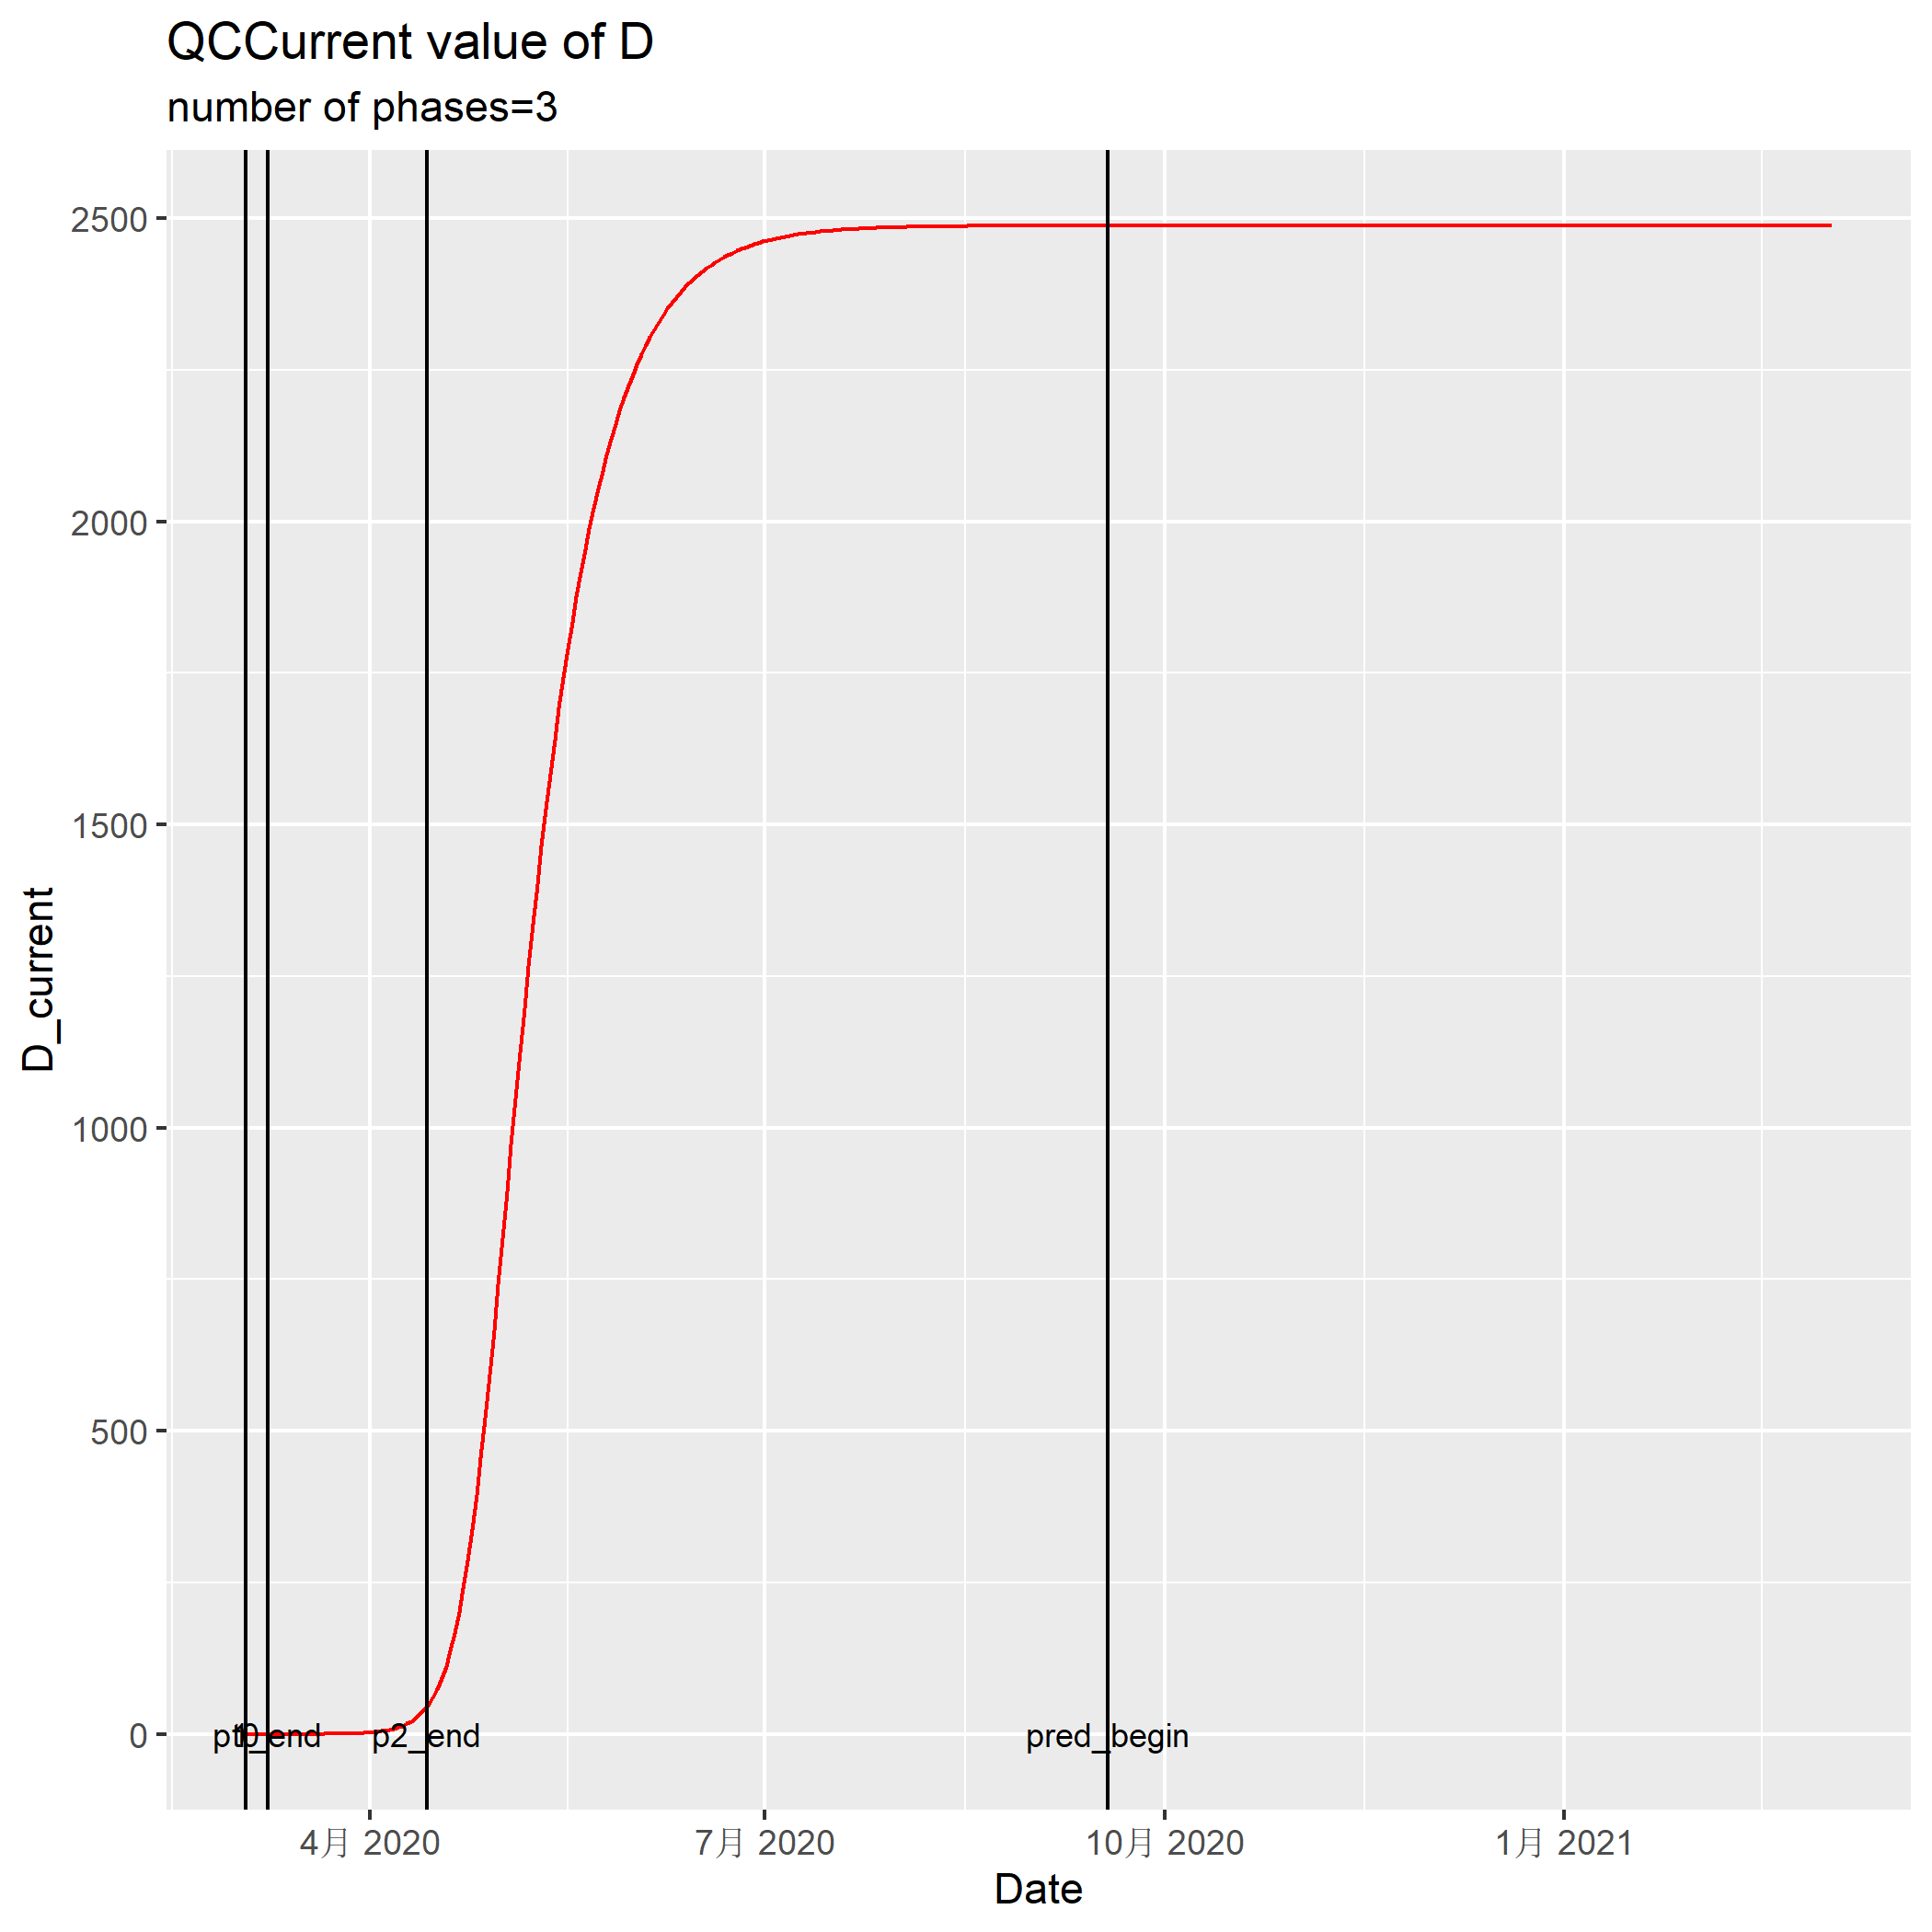 QCCurrent value of D
number of phases=3
2500
2000
1500
1000
500
0
D_current
p2_end
pred_begin
4月 2020
7月 2020
10月 2020
1月 2021
Date